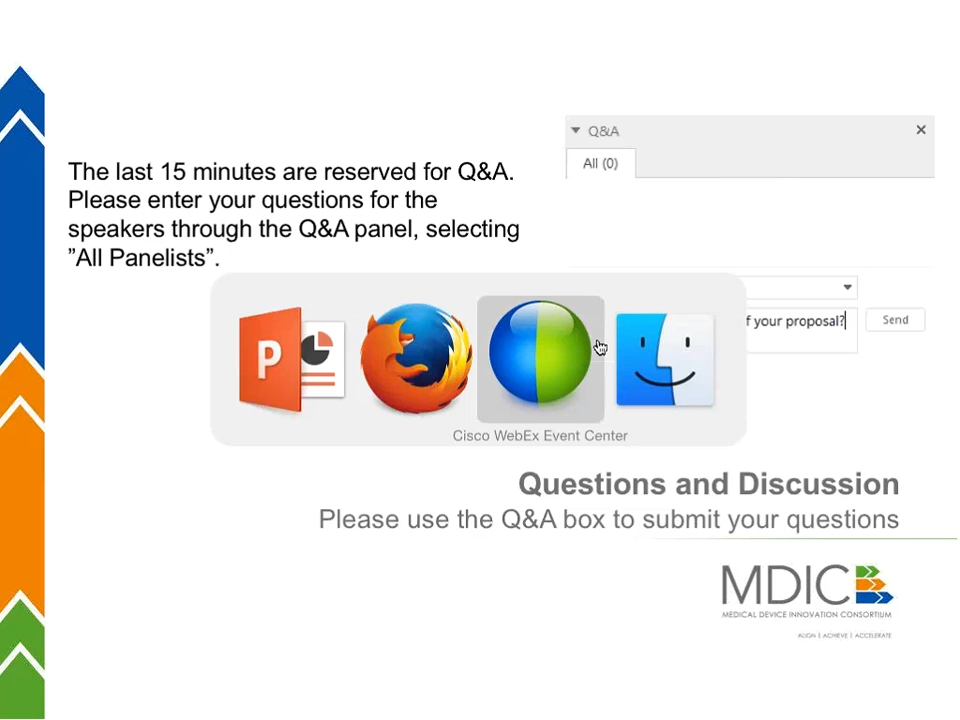 The last 15 minutes are reserved for Q&A.
Please enter your questions for the
speakers through the Q&A panel, selecting
”All Panelists”.
Q&A
All (0)
f your proposal?
Send
P
Cisco WebEx Event Center
Questions and Discussion
Please use the Q&A box to submit your questions
MDIC
MEDICAL DEVICE INNOVATION CONSORTIUM
ALIGN | ACHIEVE | ACCELERATE